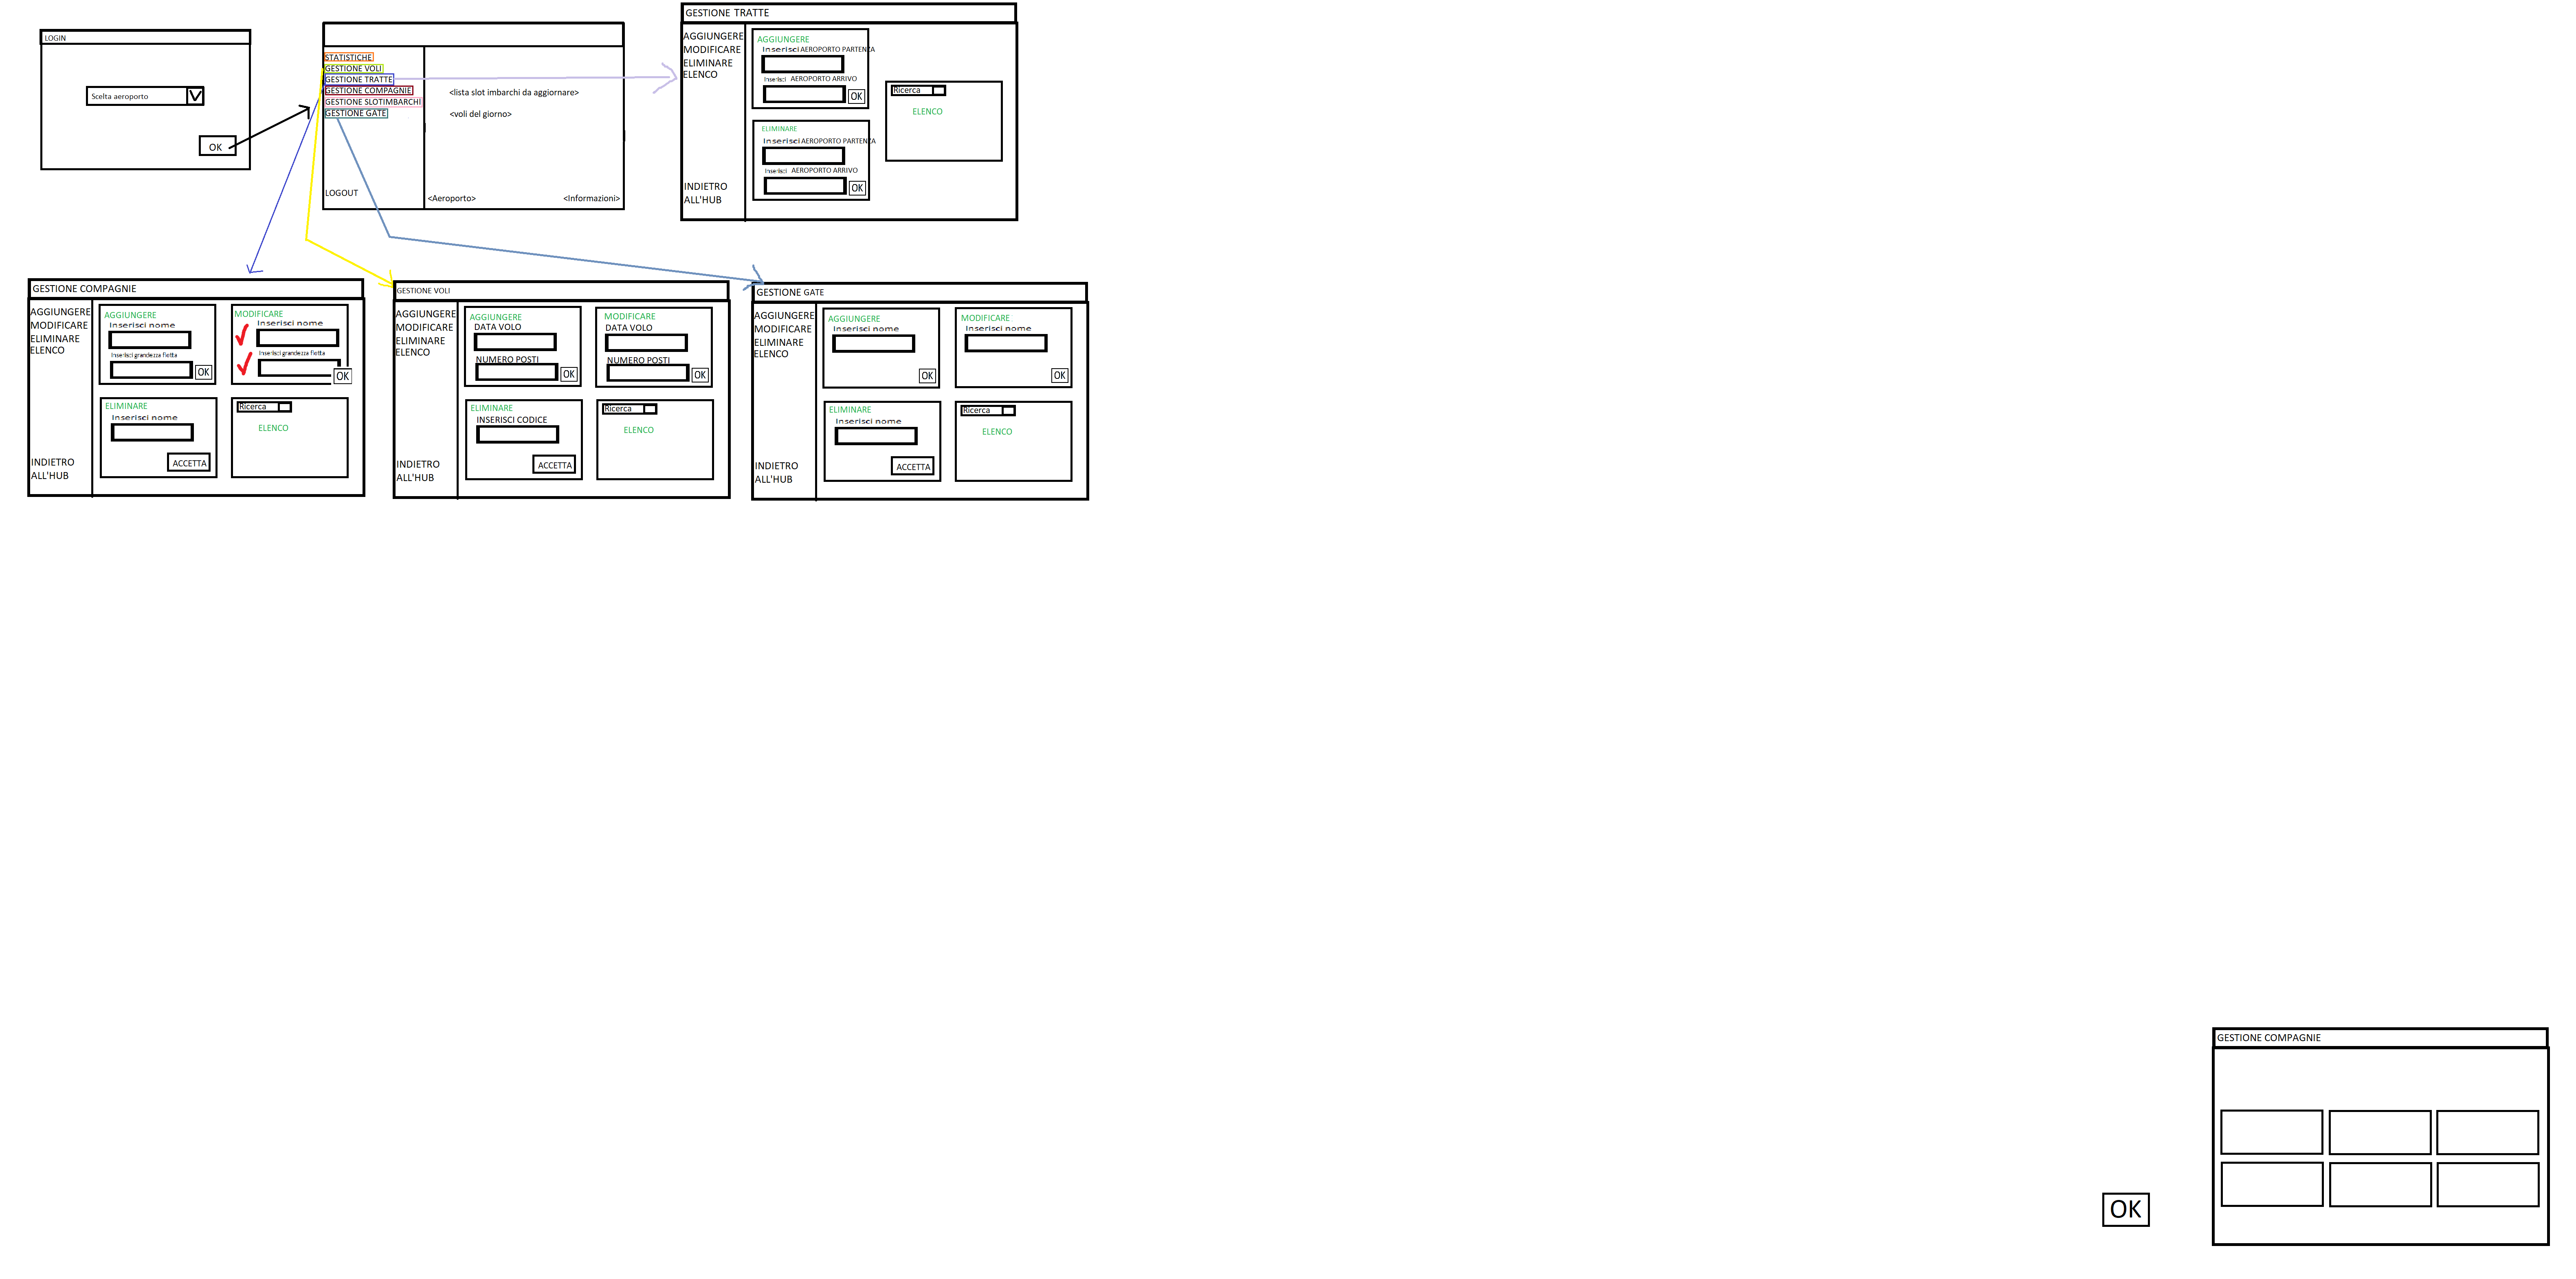 LOGIN
Scelta aeroporto
OK
STATISTICHE
GESTIONE VOLI
GESTIONE TRATTE
GESTIONE COMPAGNIE
GESTIONE SLOTIMBARCHI
GESTIONE GATE
LOGOUT
<lista slot imbarchi da aggiornare>
<voli del giorno>
<Aeroporto>
<Informazioni>
GESTIONE TRATTE
AGGIUNGERE
MODIFICARE
ELIMINARE
ELENCO
INDIETRO
ALL'HUB
AGGIUNGERE
Inserisci AEROPORTO PARTENZA
Inserisci AEROPORTO ARRIVO
OK
ELIMINARE
Inserisci AEROPORTO PARTENZA
Inserisci AEROPORTO ARRIVO
OK
Ricerca
ELENCO
GESTIONE COMPAGNIE
AGGIUNGERE
MODIFICARE
ELIMINARE
ELENCO
INDIETRO
ALL'HUB
AGGIUNGERE
Inserisci nome
Inserisci grandezza flotta
OK
MODIFICARE
Inserisci nome
Inserisci grandezza flotta
OK
ELIMINARE
Inserisci nome
ACCETTA
Ricerca
ELENCO
GESTIONE VOLI
AGGIUNGERE
MODIFICARE
ELIMINARE
ELENCO
INDIETRO
ALL'HUB
AGGIUNGERE
DATA VOLO
NUMERO POSTI
OK
MODIFICARE
DATA VOLO
NUMERO POSTI
OK
ELIMINARE
INSERISCI CODICE
ACCETTA
Ricerca
ELENCO
GESTIONE GATE
AGGIUNGERE
MODIFICARE
ELIMINARE
ELENCO
INDIETRO
ALL'HUB
AGGIUNGERE
Inserisci nome
OK
MODIFICARE
Inserisci nome
OK
ELIMINARE
Inserisci nome
ACCETTA
Ricerca
ELENCO
OK
GESTIONE COMPAGNIE